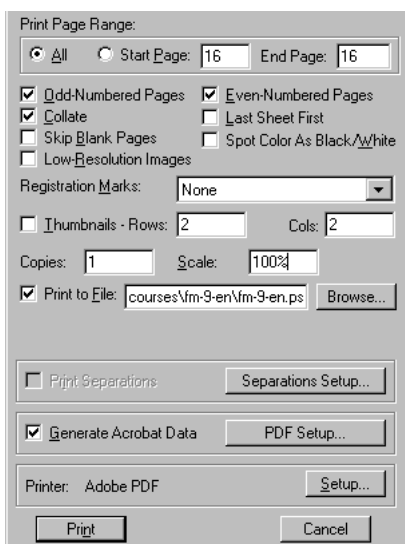 Print Page Range:
All Start Page: 16 End Page: 16
Odd-Numbered Pages Even-Numbered Pages
Collate Last Sheet First
Skip Blank Pages Spot Color As Black/White
Low-Resolution Images
Registration Marks: None
Thumbnails - Rows: 2 Cols: 2
Copies: 1 Scale: 100%
Print to File: courses\fm-9-en\fm-9-en.ps Browse...
Print Separations Separations Setup...
Generate Acrobat Data PDF Setup...
Printer: Adobe PDF Setup...
Print Cancel